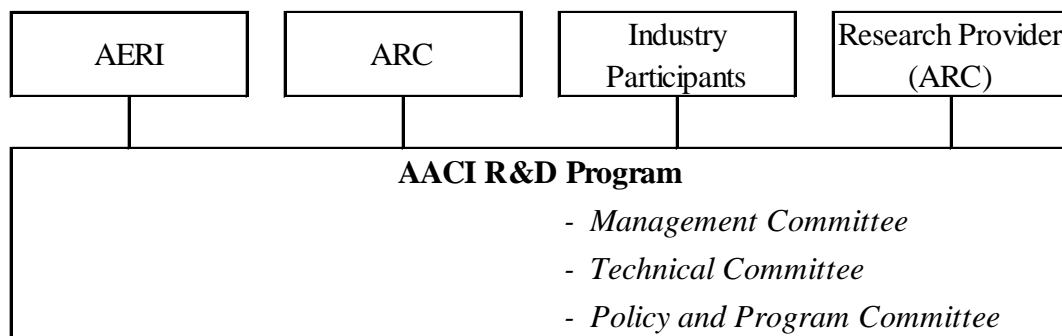 AERI
ARC
Industry
Participants
Research Provider
(ARC)
AACI R&D Program
- Management Committee
- Technical Committee
- Policy and Program Committee